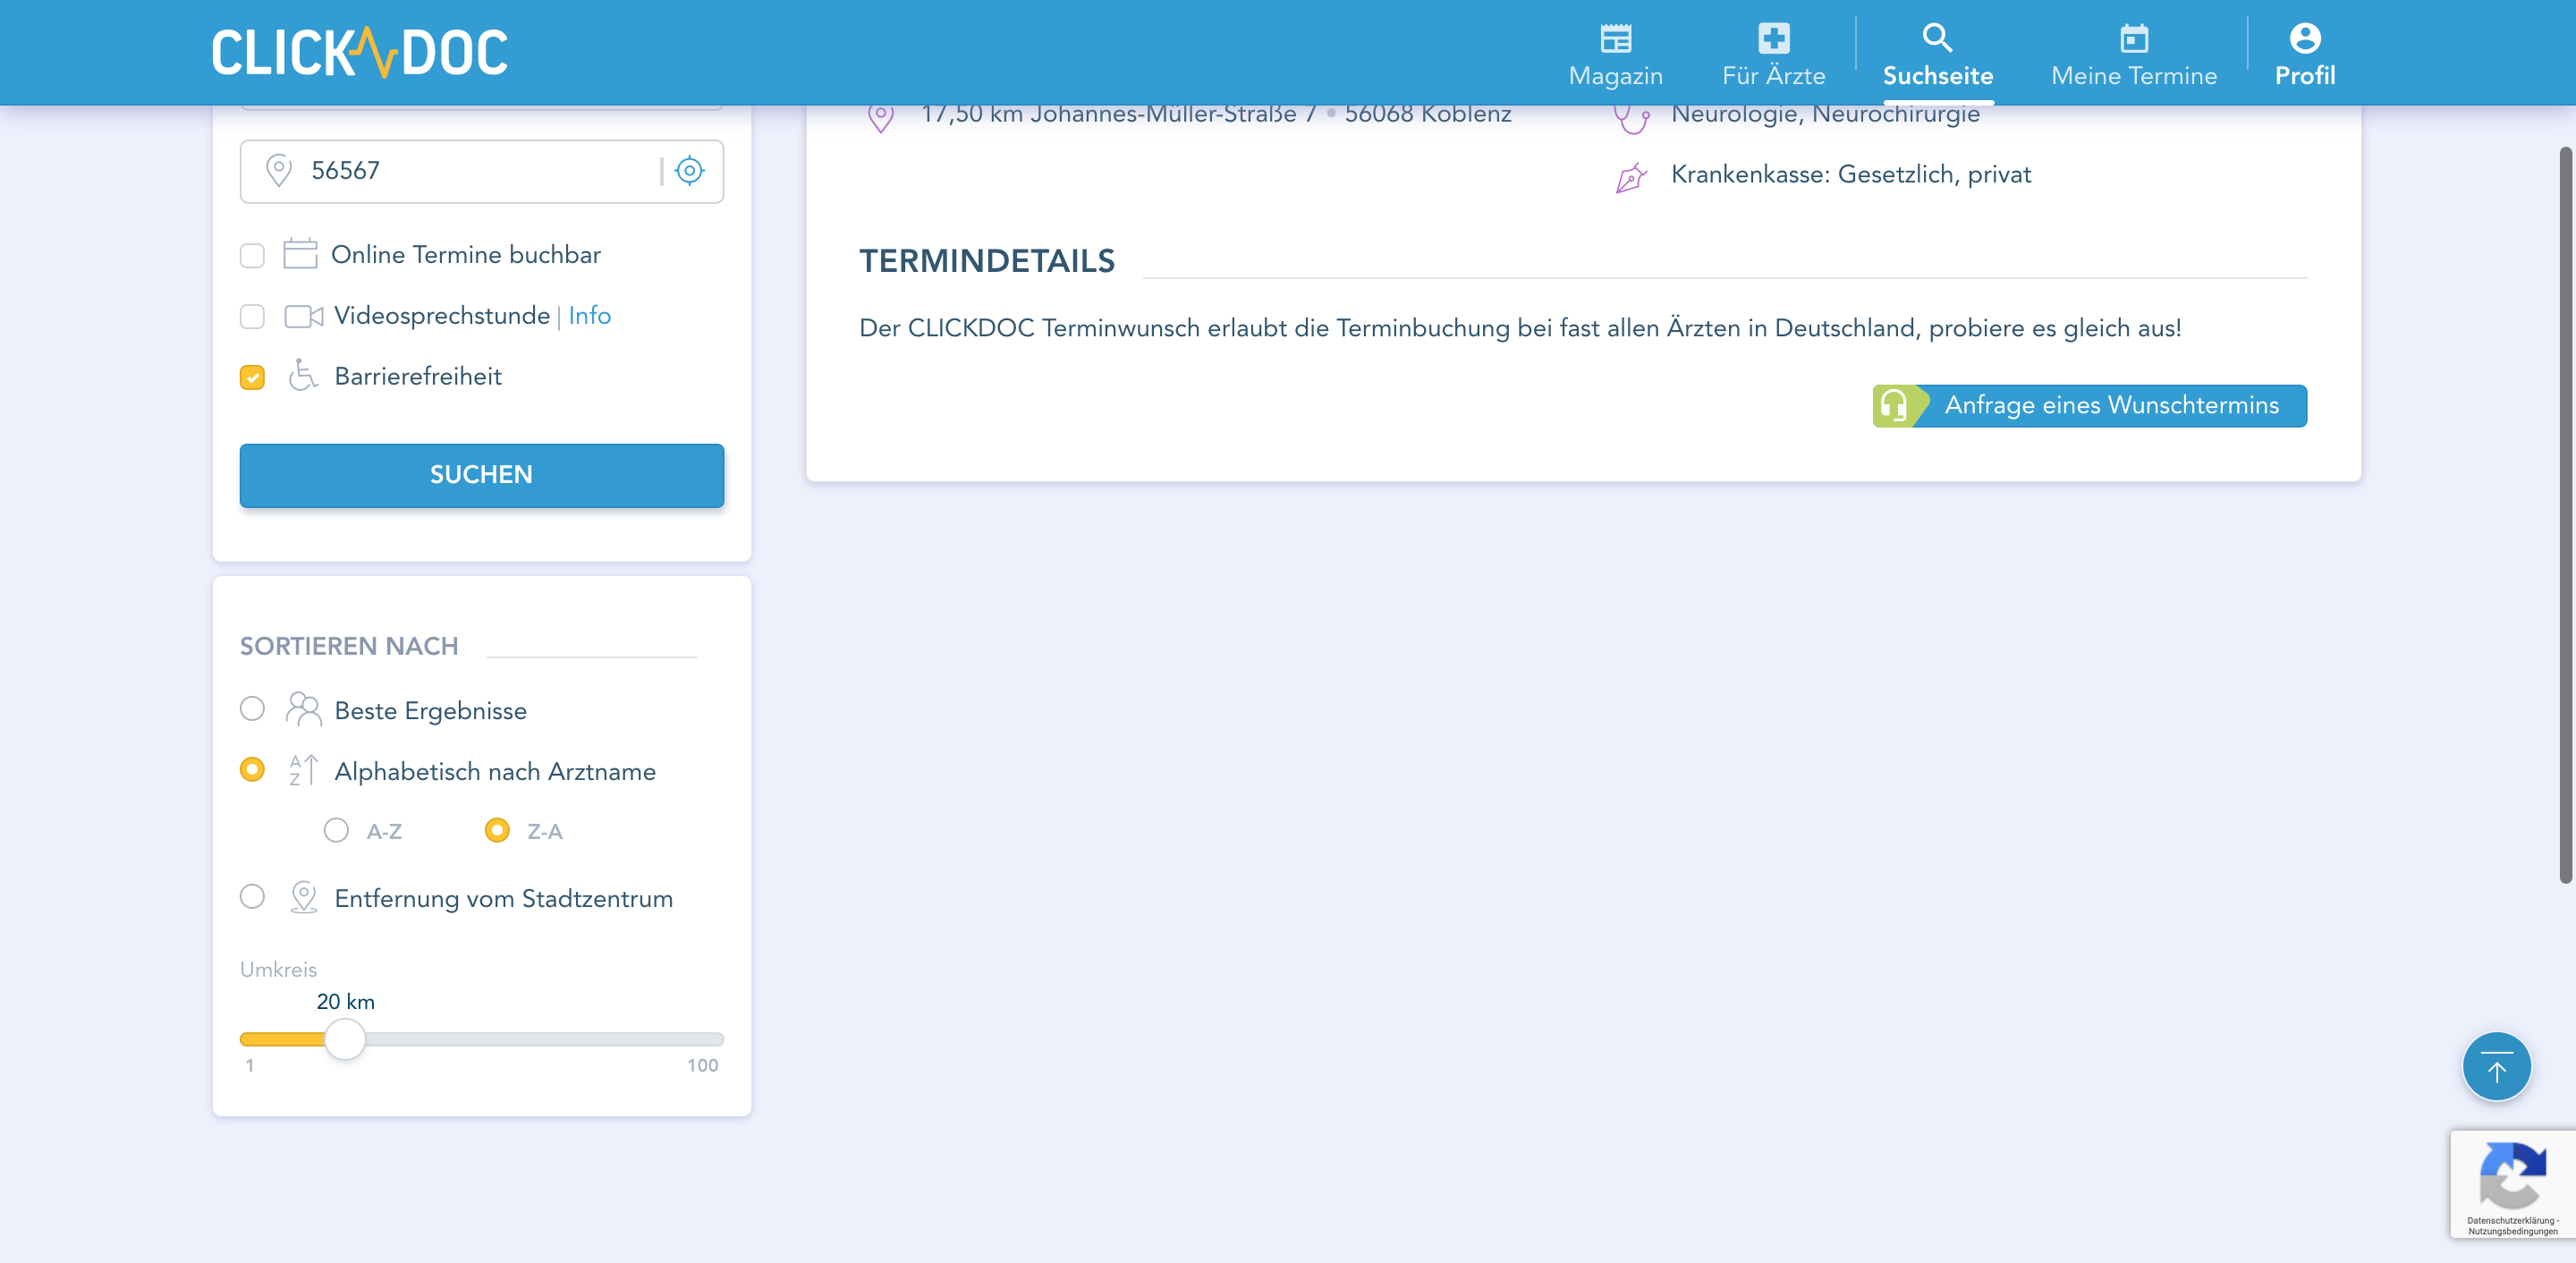 CLICKDOC
Magazin
Für Ärzte
Suchseite
Meine Termine
Profil
56567
Online Termine buchbar
Videosprechstunde | Info
Barrierefreiheit
SUCHEN
SORTIEREN NACH
Beste Ergebnisse
A
Z
Alphabetisch nach Arztname
A-Z
Z-A
Entfernung vom Stadtzentrum
Umkreis
20 km
1
100
17,50 km Johannes-Müller-Straße 7 • 56068 Koblenz
Neurologie, Neurochirurgie
Krankenkasse: Gesetzlich, privat
TERMINDETAILS
Der CLICKDOC Terminwunsch erlaubt die Terminbuchung bei fast allen Ärzten in Deutschland, probiere es gleich aus!
Anfrage eines Wunschtermins
Datenschutzerklärung -
Nutzungsbedingungen